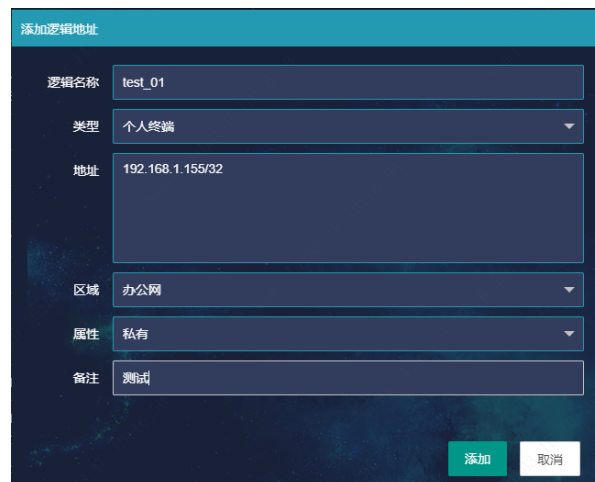 添加逻辑地址
逻辑名称 test_01
类型 个人终端
地址 192.168.1.155/32
区域 办公网
属性 私有
备注 测试
添加 取消